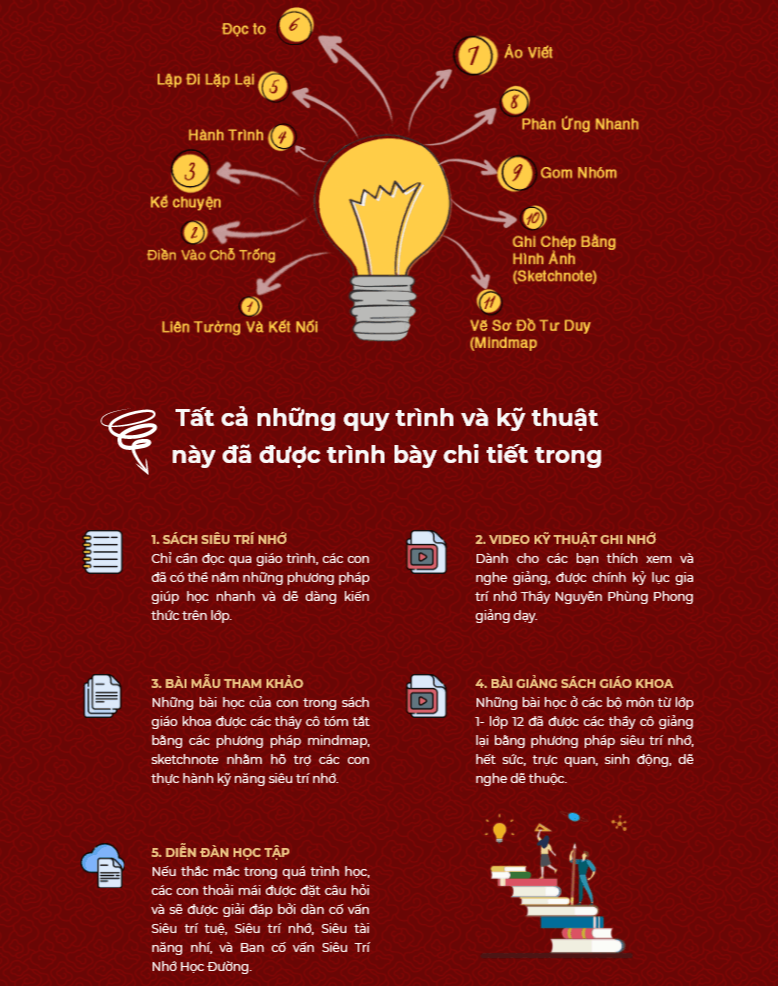 Đọc to
6
7
Ảo Viết
Lập Đi Lặp Lại
5
8
Phản Ứng Nhanh
Hành Trình
4
3
Kể chuyện
9
Gom Nhóm
2
Điền Vào Chỗ Trống
10
Ghi Chép Bằng
Hình Ảnh
(Sketchnote)
1
Liên Tưởng Và Kết Nối
11
Vẽ Sơ Đồ Tư Duy
(Mindmap
Tất cả những quy trình và kỹ thuật
này đã được trình bày chi tiết trong
1. SÁCH SIÊU TRÍ NHỚ
Chỉ cần đọc qua giáo trình, các con
đã có thể nắm những phương pháp
giúp học nhanh và dễ dàng kiến
thức trên lớp.
2. VIDEO KỸ THUẬT GHI NHỚ
Dành cho các bạn thích xem và
nghe giảng, được chính kỷ lục gia
trí nhớ Thầy Nguyễn Phùng Phong
giảng dạy.
3. BÀI MẪU THAM KHẢO
Những bài học của con trong sách
giáo khoa được các thầy cô tóm tắt
bằng các phương pháp mindmap,
sketchnote nhằm hỗ trợ các con
thực hành kỹ năng siêu trí nhớ.
4. BÀI GIẢNG SÁCH GIÁO KHOA
Những bài học ở các bộ môn từ lớp
1- lớp 12 đã được các thầy cô giảng
lại bằng phương pháp siêu trí nhớ,
hết sức, trực quan, sinh động, dễ
nghe dễ thuộc.
5. DIỄN ĐÀN HỌC TẬP
Nếu thắc mắc trong quá trình học,
các con thoải mái được đặt câu hỏi
và sẽ được giải đáp bởi dàn cố vấn
Siêu trí tuệ, Siêu trí nhớ, Siêu tài
năng nhí, và Ban cố vấn Siêu Trí
Nhớ Học Đường.